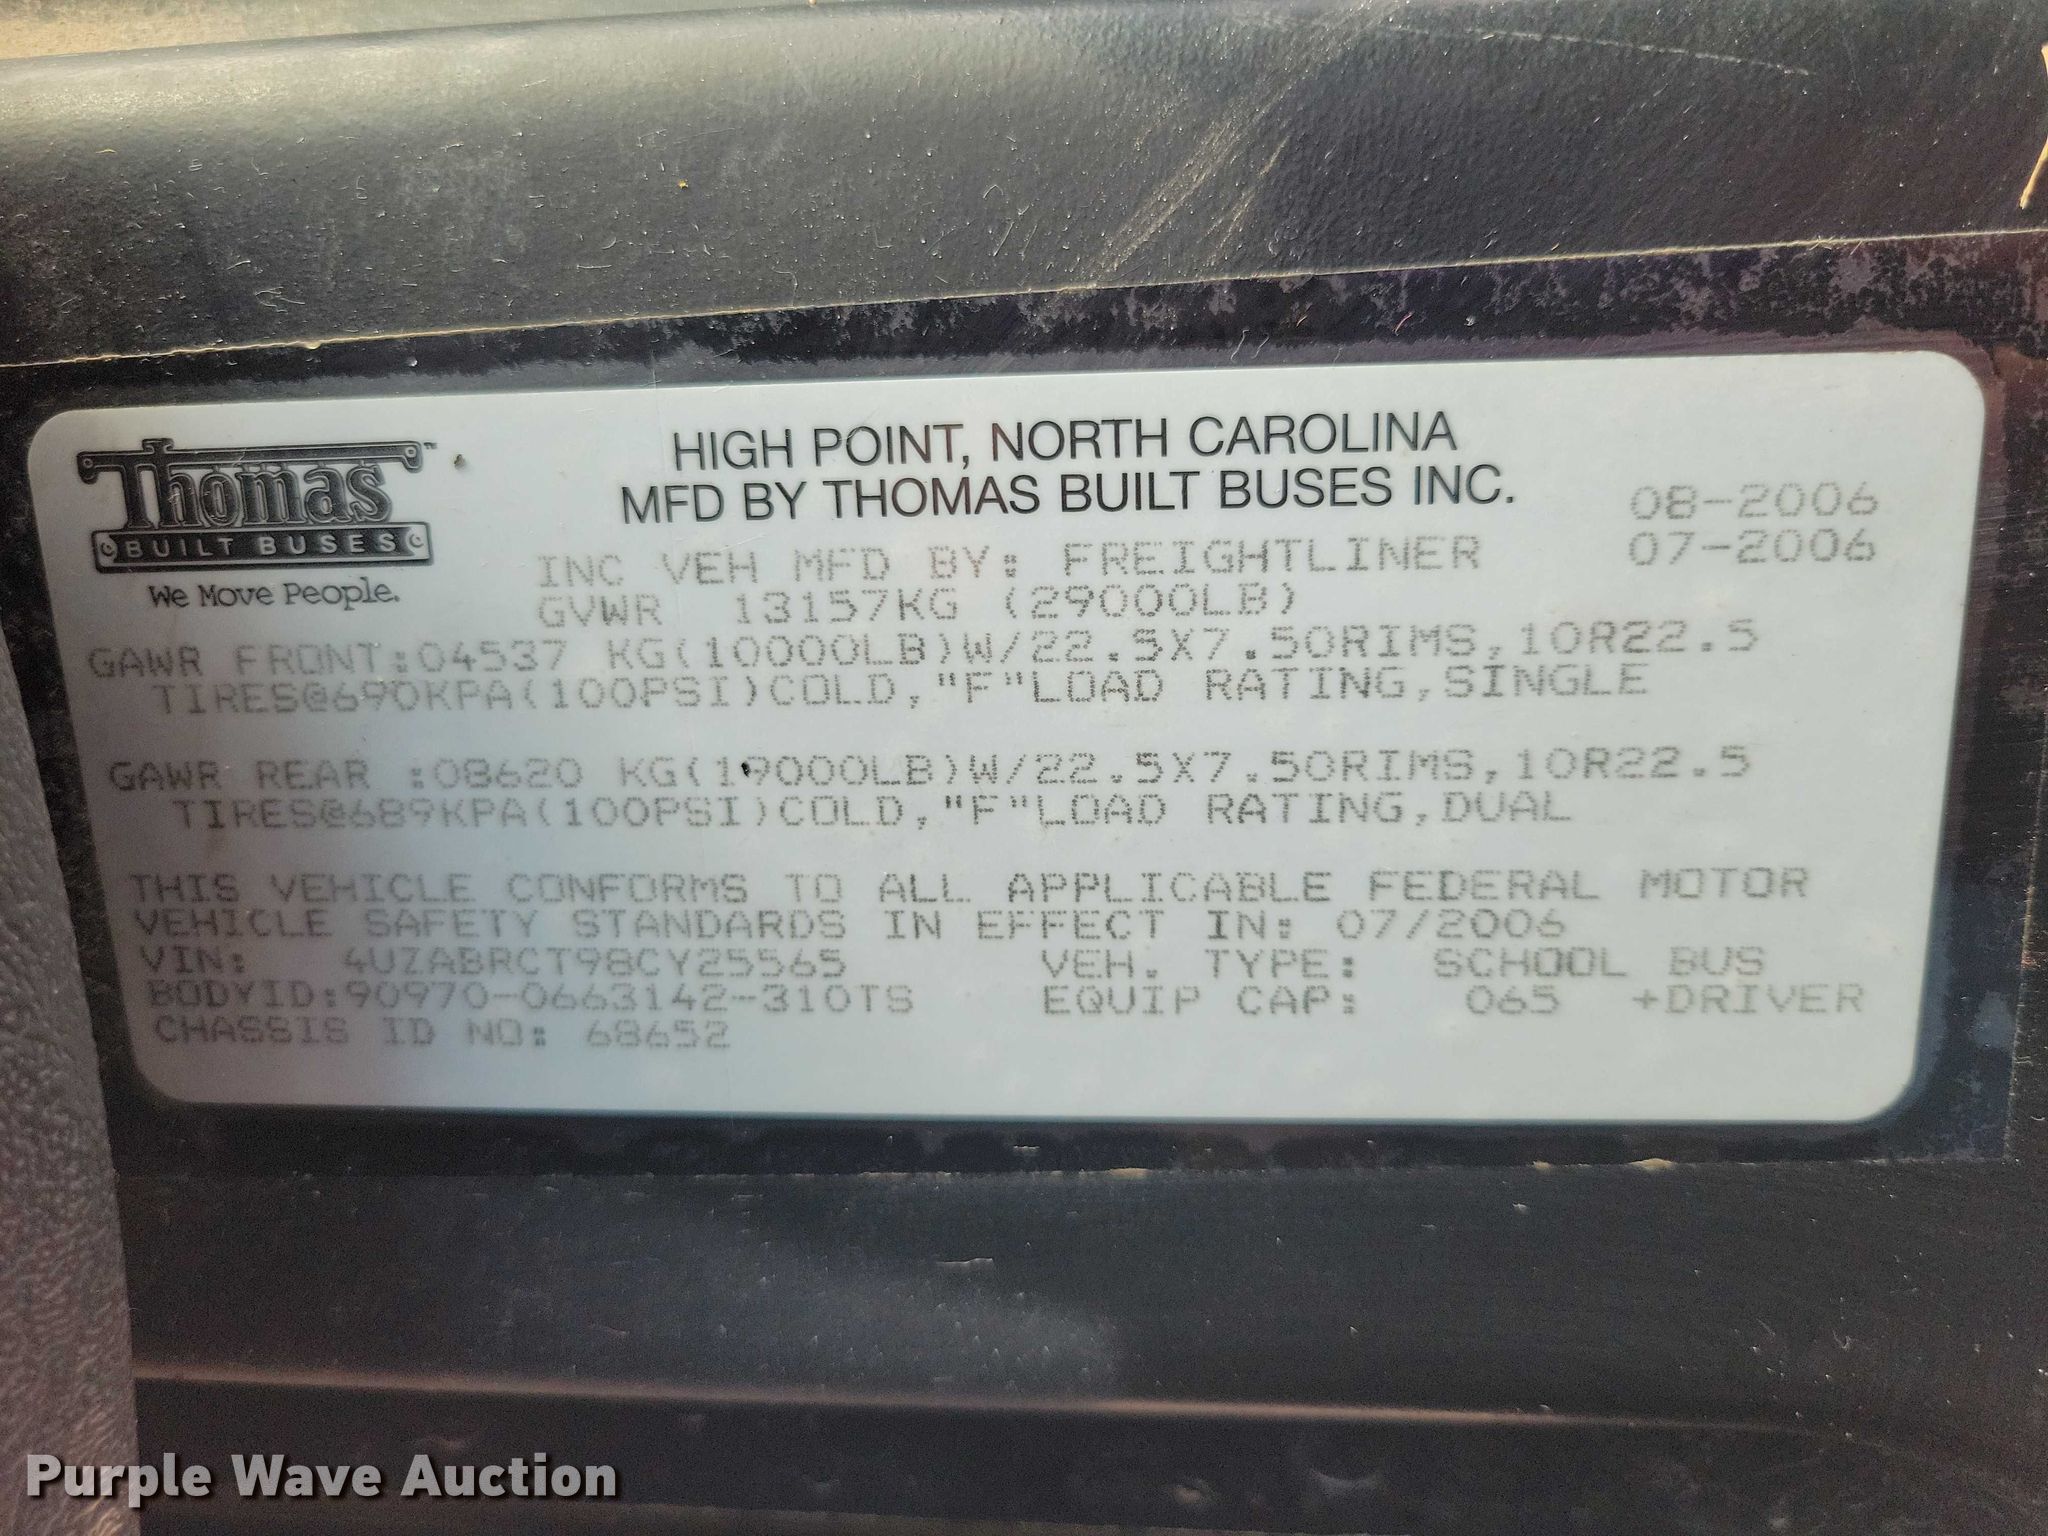 Thomas™
BUILT BUSES
We Move People.
HIGH POINT, NORTH CAROLINA
MFD BY THOMAS BUILT BUSES INC. 08-2006
INC VEH MFD BY: FREIGHTLINER 07-2006
GVWR 13157KG (29000LB)
GAWR FRONT:04537 KG(10000LB)W/22.5X7.50RIMS,10R22.5
TIRES@690KPA(100PSI)COLD,"F"LOAD RATING,SINGLE
GAWR REAR :08620 KG(19000LB)W/22.5X7.50RIMS,10R22.5
TIRES@689KPA(100PSI)COLD,"F"LOAD RATING,DUAL
THIS VEHICLE CONFORMS TO ALL APPLICABLE FEDERAL MOTOR
VEHICLE SAFETY STANDARDS IN EFFECT IN: 07/2006
VIN: 4UZABRCT98CY25565 VEH. TYPE: SCHOOL BUS
BODYID:90970-0663142-310TS EQUIP CAP: 065 +DRIVER
CHASSIS ID NO: 68652
Purple Wave Auction